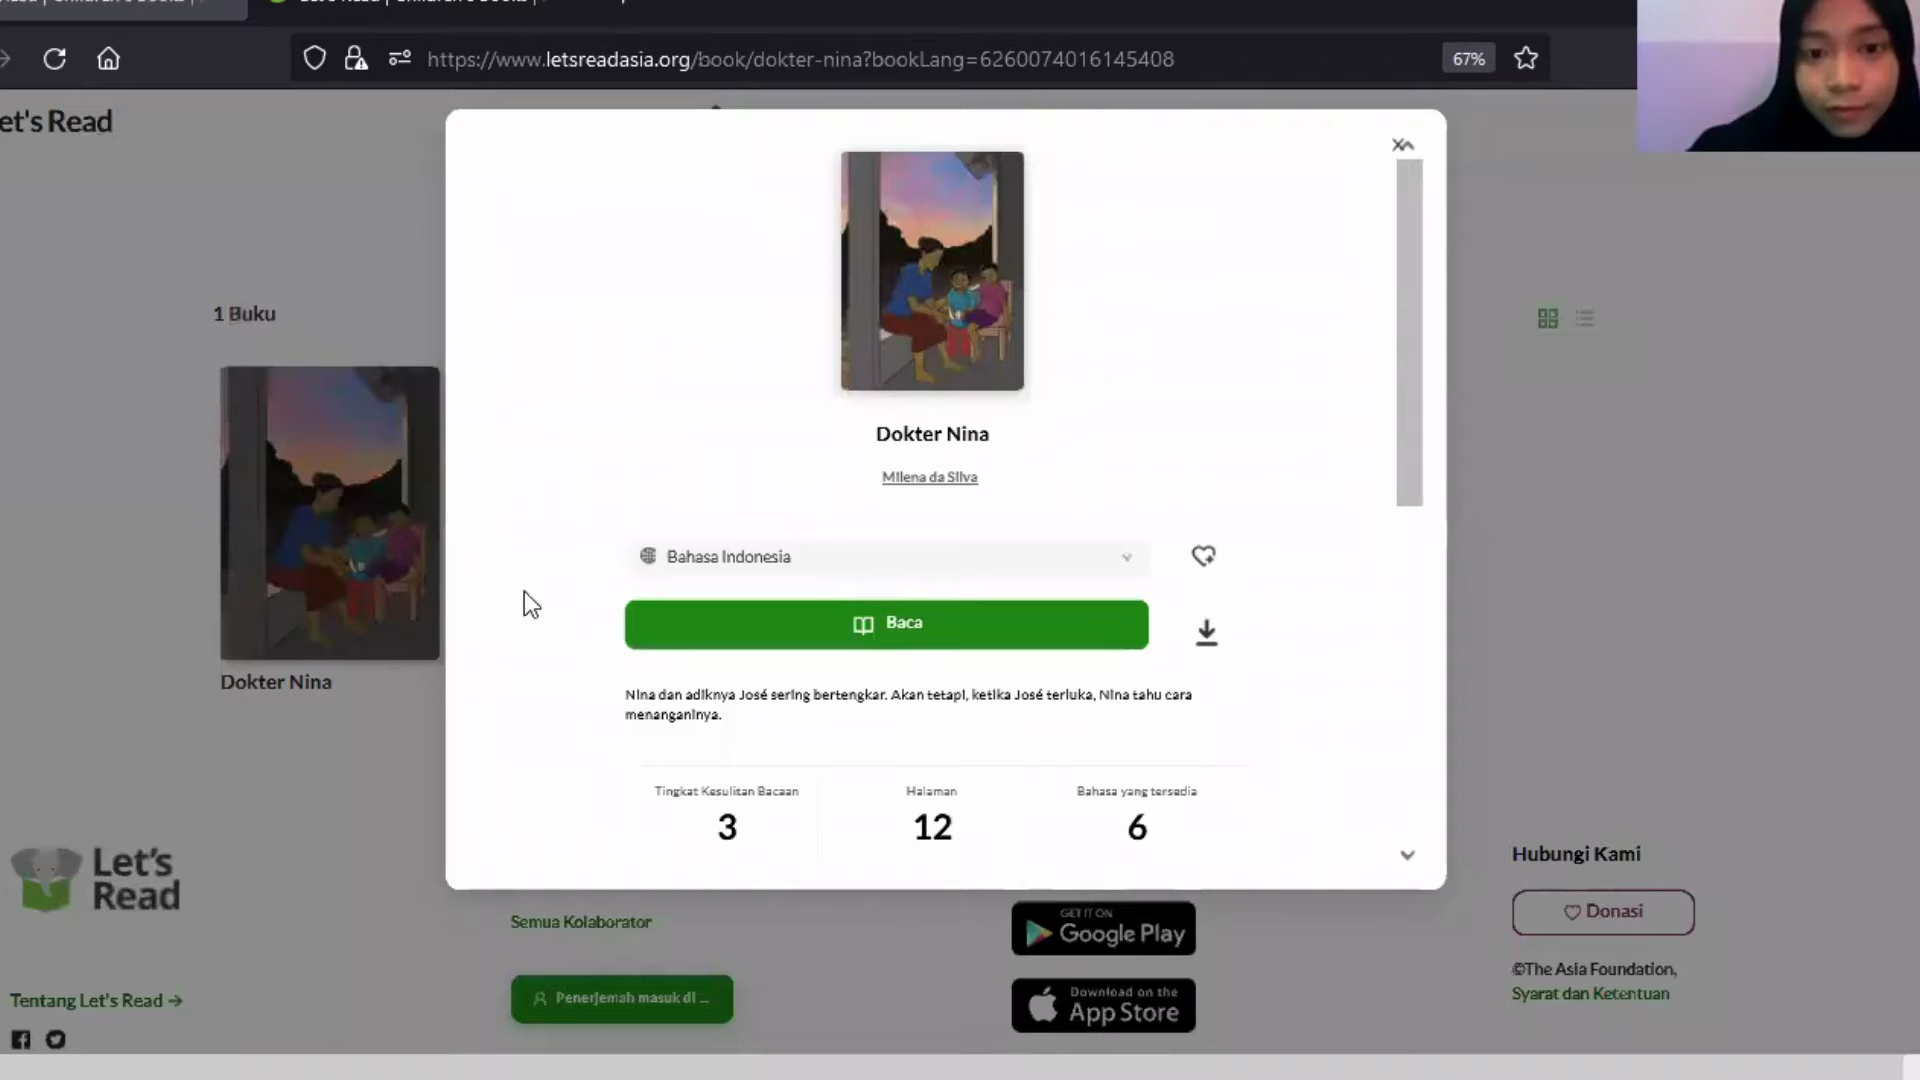 https://www.letsreadasia.org/book/dokter-nina?bookLang=6260074016145408
67%
et's Read
1 Buku
Dokter Nina
Dokter Nina
Milena da Silva
Bahasa Indonesia
Baca
Nina dan adiknya José sering bertengkar. Akan tetapi, ketika José terluka, Nina tahu cara
menanganinya.
Tingkat Kesulitan Bacaan
3
Halaman
12
Bahasa yang tersedia
6
Let's
Read
Tentang Let's Read →
Semua Kolaborator
Penerjemah masuk di ...
GET IT ON
Google Play
Download on the
App Store
Hubungi Kami
Donasi
©The Asia Foundation,
Syarat dan Ketentuan